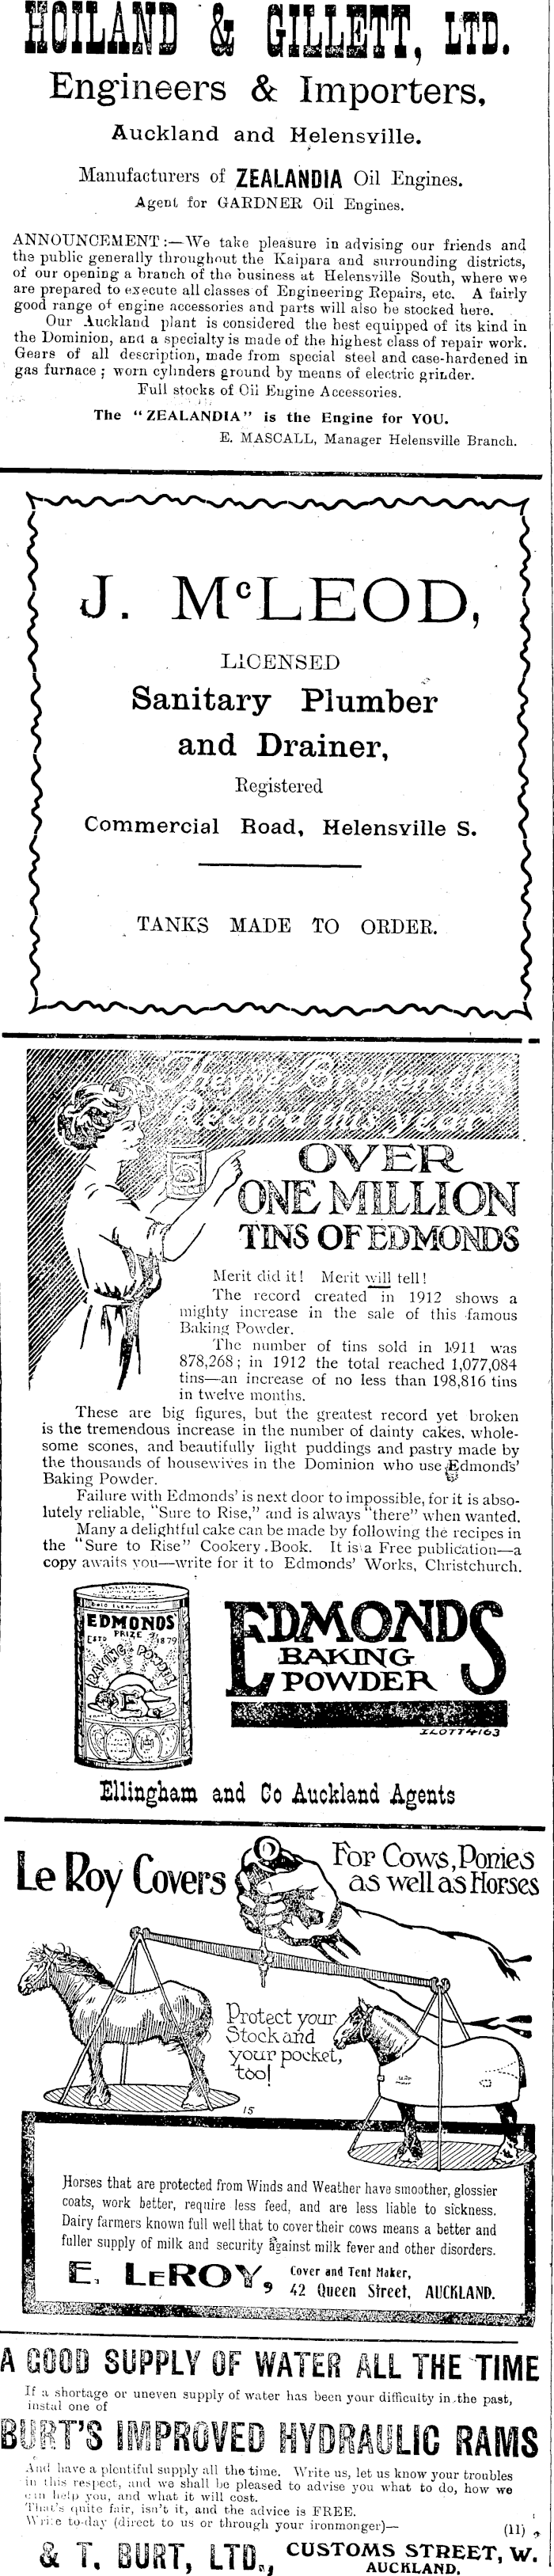 HOILAND & GILLETT, LTD.
Engineers & Importers,
Auckland and Helensville.
Manufacturers of ZEALANDIA Oil Engines.
Agent for GARDNER Oil Engines.
ANNOUNCEMENT :—We take pleasure in advising our friends and
the public generally throughout the Kaipara and surrounding districts,
of our opening a branch of the business at Helensville South, where we
are prepared to execute all classes of Engineering Repairs, etc. A fairly
good range of engine accessories and parts will also be stocked here.
Our Auckland plant is considered the best equipped of its kind in
the Dominion, and a specialty is made of the highest class of repair work.
Gears of all description, made from special steel and case-hardened in
gas furnace ; worn cylinders ground by means of electric grinder.
Full stocks of Oil Engine Accessories.
The "ZEALANDIA" is the Engine for YOU.
E. MASCALL, Manager Helensville Branch.
J. McLEOD,
LICENSED
Sanitary Plumber
and Drainer,
Registered
Commercial Road, Helensville S.
TANKS MADE TO ORDER.
They've Broken the
Record this year
OVER
ONE MILLION
TINS OF EDMONDS
Merit did it! Merit will tell!
The record created in 1912 shows a
mighty increase in the sale of this famous
Baking Powder.
The number of tins sold in 1911 was
878,268; in 1912 the total reached 1,077,084
tins—an increase of no less than 198,816 tins
in twelve months.
These are big figures, but the greatest record yet broken
is the tremendous increase in the number of dainty cakes, whole-
some scones, and beautifully light puddings and pastry made by
the thousands of housewives in the Dominion who use Edmonds'
Baking Powder.
Failure with Edmonds' is next door to impossible, for it is abso-
lutely reliable, "Sure to Rise," and is always "there" when wanted.
Many a delightful cake can be made by following the recipes in
the "Sure to Rise" Cookery Book. It is a Free publication—a
copy awaits you—write for it to Edmonds' Works, Christchurch.
EDMONDS
PRIZE
ESTD 1879
BAKING POWDER
EDMONDS
BAKING
POWDER
ILOTT 4163
Ellingham and Co Auckland Agents
Le Roy Covers
For Cows, Ponies
as well as Horses
Protect your
Stock and
your pocket,
too!
15
Horses that are protected from Winds and Weather have smoother, glossier
coats, work better, require less feed, and are less liable to sickness.
Dairy farmers known full well that to cover their cows means a better and
fuller supply of milk and security against milk fever and other disorders.
E. LEROY, Cover and Tent Maker,
42 Queen Street, AUCKLAND.
A GOOD SUPPLY OF WATER ALL THE TIME
If a shortage or uneven supply of water has been your difficulty in the past,
instal one of
BURT'S IMPROVED HYDRAULIC RAMS
And have a plentiful supply all the time. Write us, let us know your troubles
in this respect, and we shall be pleased to advise you what to do, how we
can help you, and what it will cost.
That's quite fair, isn't it, and the advice is FREE.
Write to-day (direct to us or through your ironmonger)— (11)
& T. BURT, LTD., CUSTOMS STREET, W.
AUCKLAND.